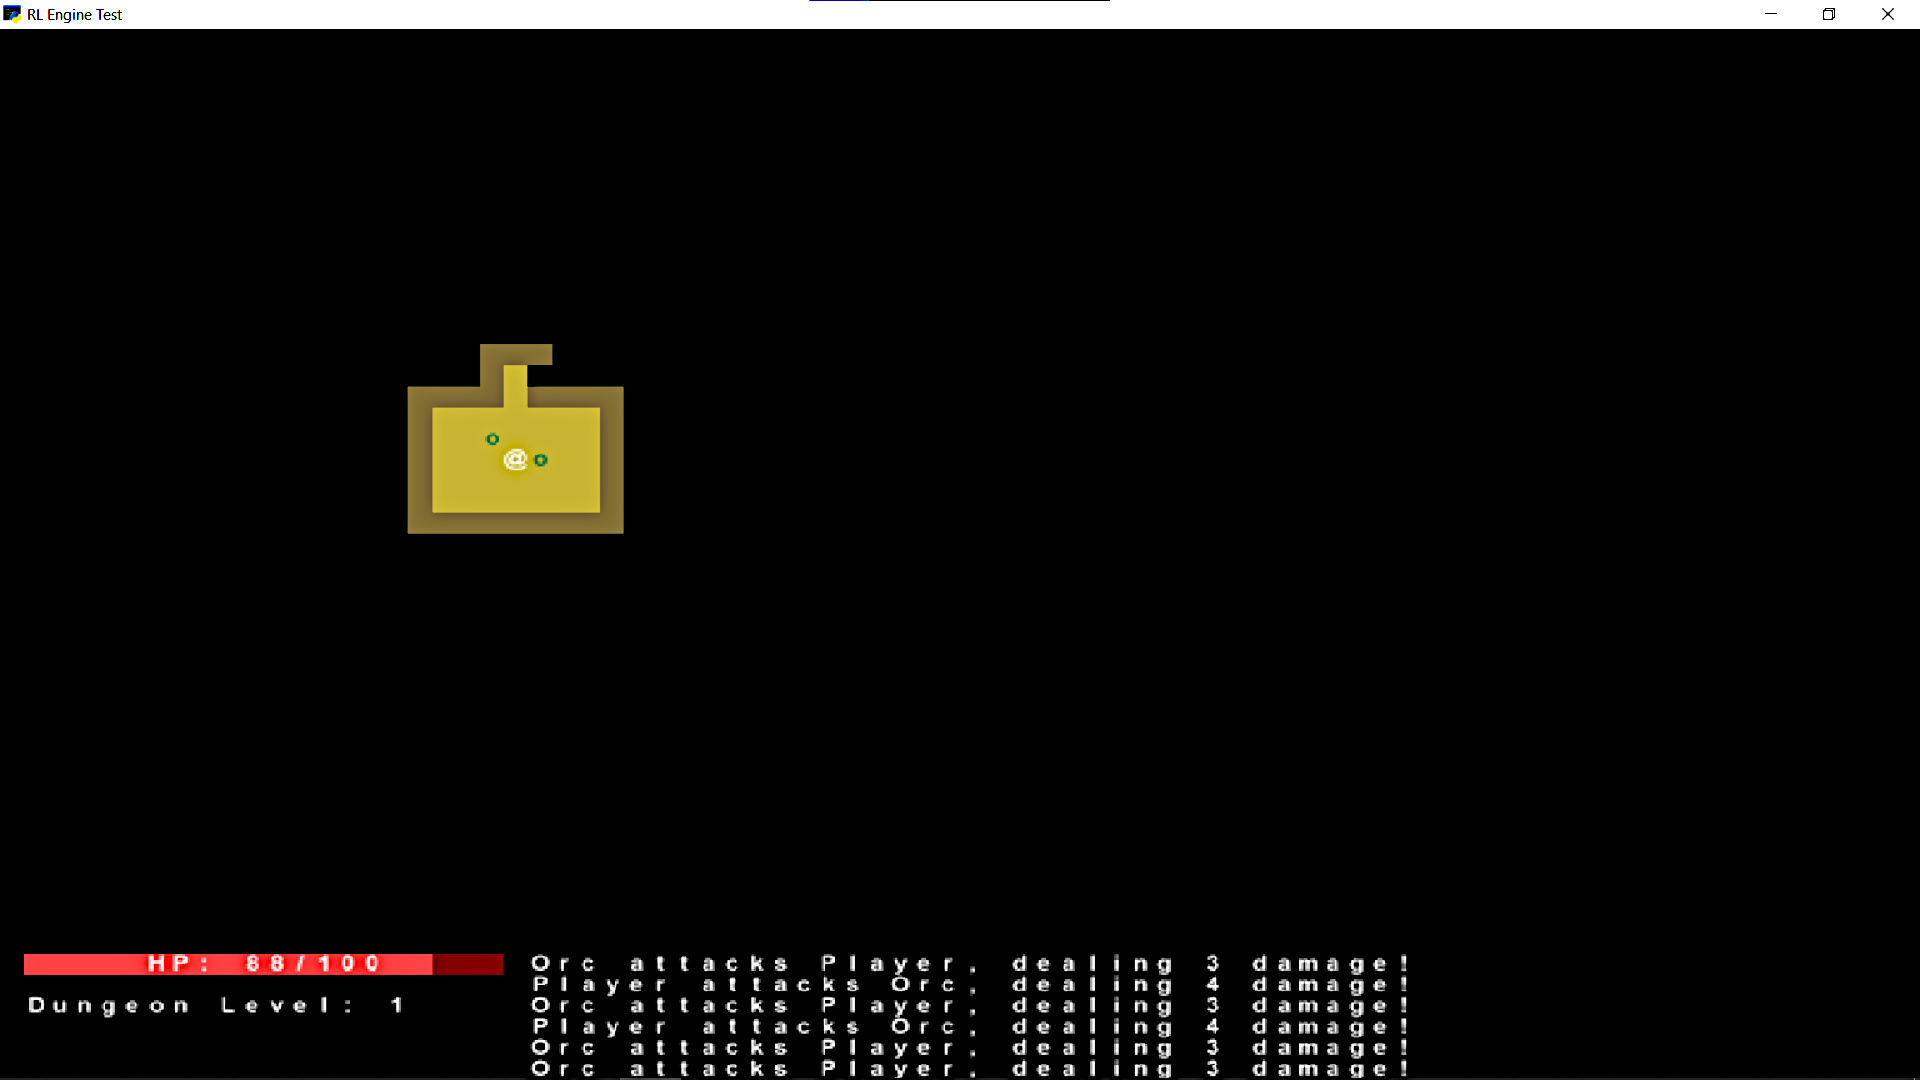 RL Engine Test
o
@ o
HP: 88/100
Dungeon Level: 1
Orc attacks Player, dealing 3 damage!
Player attacks Orc, dealing 4 damage!
Orc attacks Player, dealing 3 damage!
Player attacks Orc, dealing 4 damage!
Orc attacks Player, dealing 3 damage!
Orc attacks Player, dealing 3 damage!